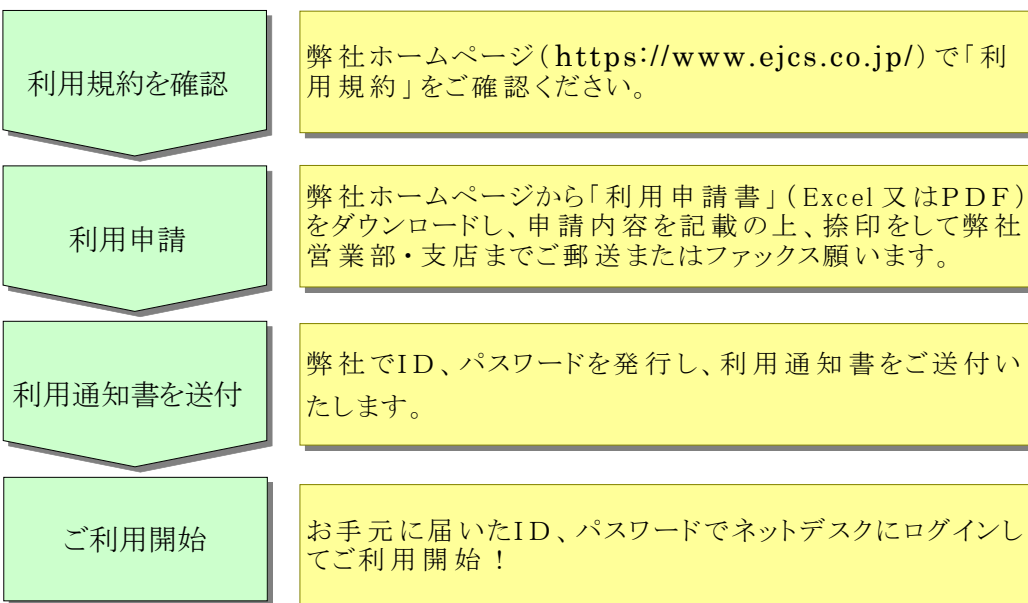 利用規約を確認
弊社ホームページ(https://www.ejcs.co.jp/)で「利
用規約」をご確認ください。
利用申請
弊社ホームページから「利用申請書」(Excel又はPDF)
をダウンロードし、申請内容を記載の上、捺印をして弊社
営業部・支店までご郵送またはファックス願います。
利用通知書を送付
弊社でID、パスワードを発行し、利用通知書をご送付い
たします。
ご利用開始
お手元に届いたID、パスワードでネットデスクにログインし
てご利用開始！